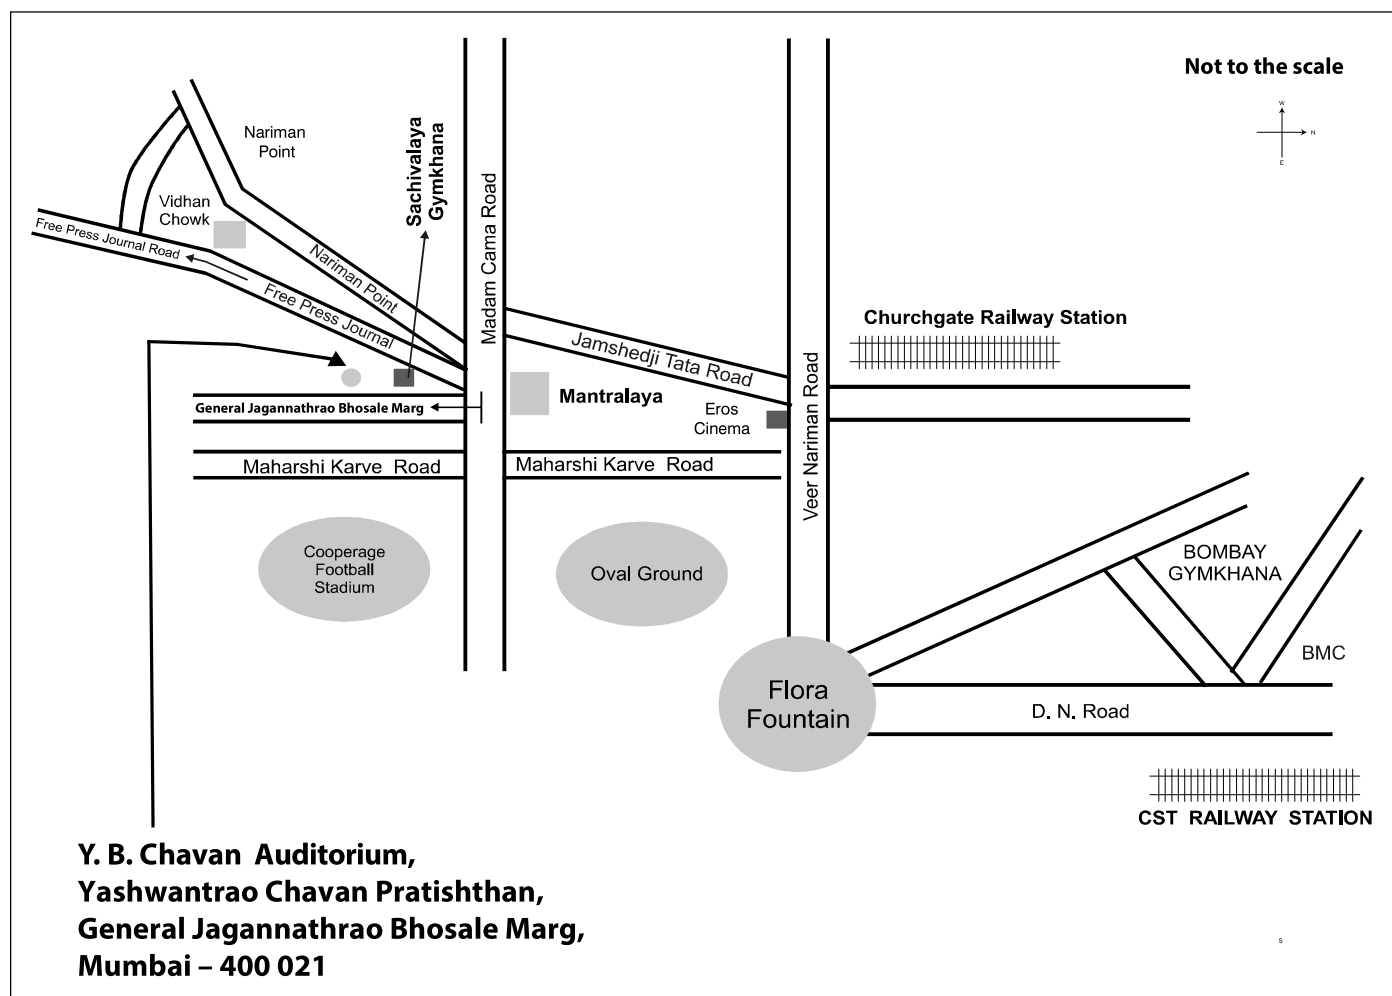 Not to the scale
W
N
E
Nariman
Point
Sachivalaya
Gymkhana
Madam Cama Road
Vidhan
Chowk
Free Press Journal Road
Nariman Point
Free Press Journal
Jamshedji Tata Road
Veer Nariman Road
Churchgate Railway Station
General Jagannathrao Bhosale Marg
Mantralaya
Eros
Cinema
Maharshi Karve Road
Maharshi Karve Road
Cooperage
Football
Stadium
Oval Ground
BOMBAY
GYMKHANA
BMC
Flora
Fountain
D. N. Road
CST RAILWAY STATION
Y. B. Chavan Auditorium,
Yashwantrao Chavan Pratishthan,
General Jagannathrao Bhosale Marg,
Mumbai – 400 021
S